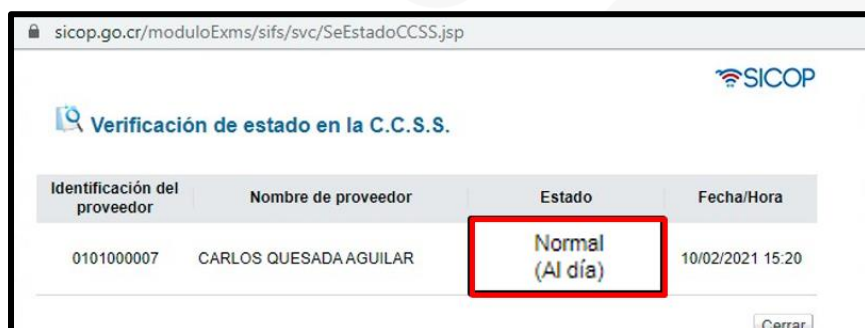 sicop.go.cr/moduloExms/sifs/svc/SeEstadoCCSS.jsp
SICOP
Verificación de estado en la C.C.S.S.
Identificación del proveedor Nombre de proveedor Estado Fecha/Hora
0101000007 CARLOS QUESADA AGUILAR Normal (Al día) 10/02/2021 15:20
Cerrar